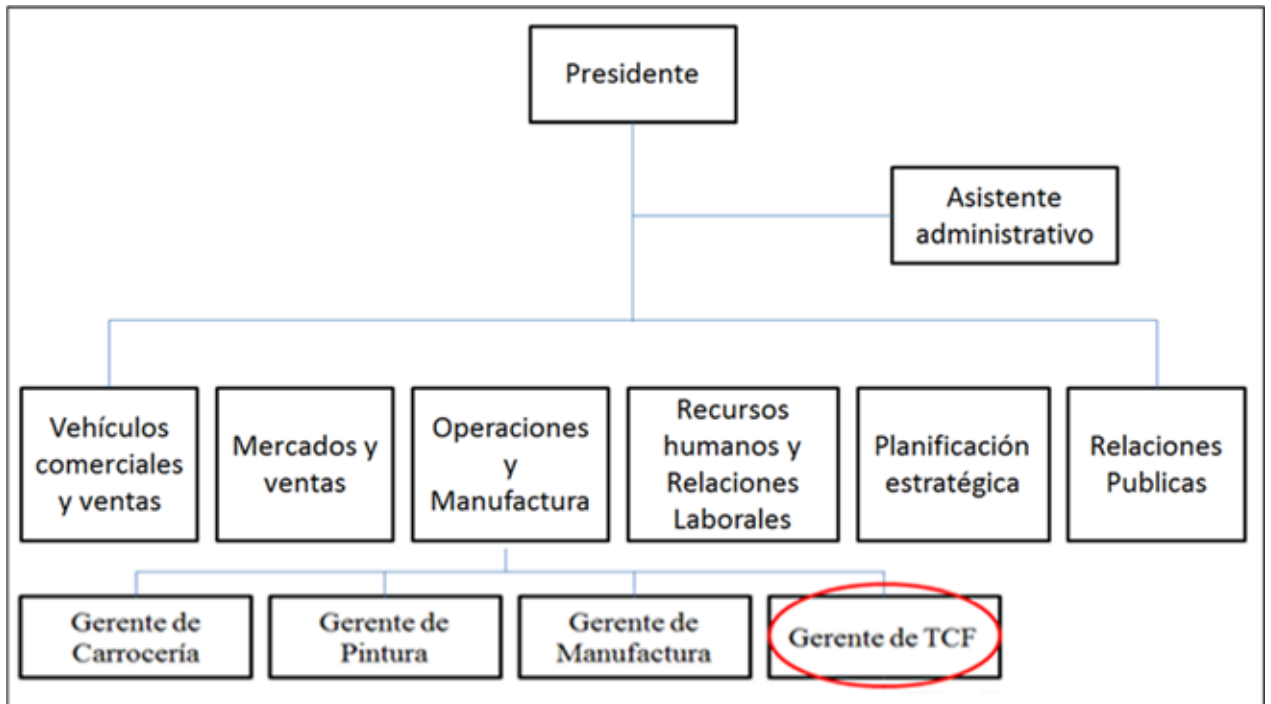 Presidente
Asistente
administrativo
Vehículos
comerciales
y ventas
Mercados y
ventas
Operaciones
y
Manufactura
Recursos
humanos y
Relaciones
Laborales
Planificación
estratégica
Relaciones
Publicas
Gerente de
Carrocería
Gerente de
Pintura
Gerente de
Manufactura
Gerente de TCF